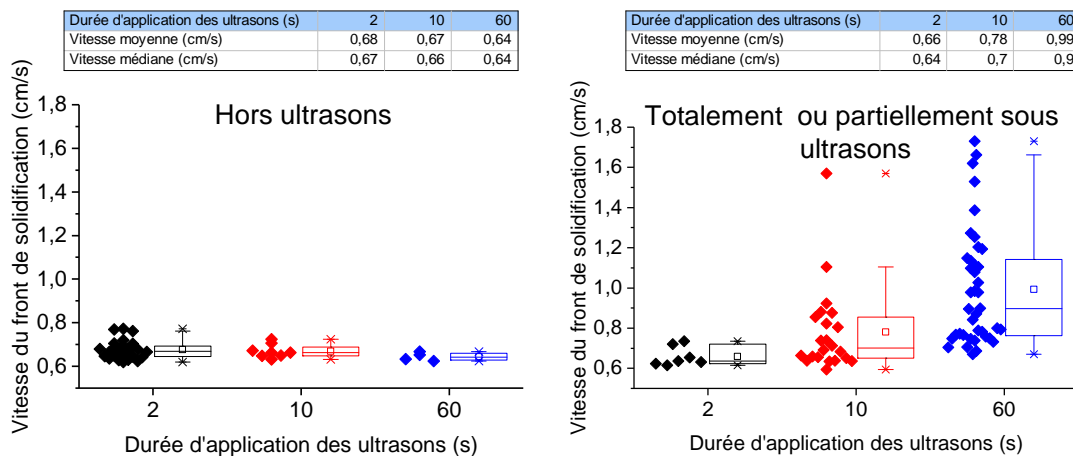 Durée d'application des ultrasons (s) 2 10 60
Vitesse moyenne (cm/s) 0,68 0,67 0,64
Vitesse médiane (cm/s) 0,67 0,66 0,64
Hors ultrasons
Vitesse du front de solidification (cm/s)
1,8
1,6
1,4
1,2
1,0
0,8
0,6
2 10 60
Durée d'application des ultrasons (s)
Durée d'application des ultrasons (s) 2 10 60
Vitesse moyenne (cm/s) 0,66 0,78 0,99
Vitesse médiane (cm/s) 0,64 0,7 0,9
Totalement ou partiellement sous
ultrasons
Vitesse du front de solidification (cm/s)
1,8
1,6
1,4
1,2
1,0
0,8
0,6
2 10 60
Durée d'application des ultrasons (s)